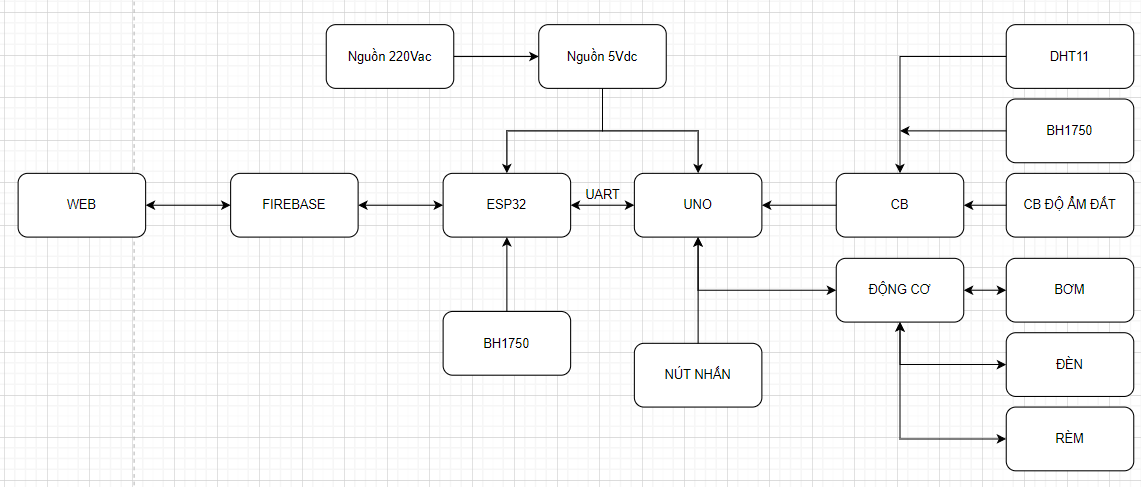 Nguồn 220Vac
Nguồn 5Vdc
DHT11
BH1750
WEB
FIREBASE
ESP32
UART
UNO
CB
CB ĐỘ ẨM ĐẤT
ĐỘNG CƠ
BƠM
BH1750
NÚT NHẤN
ĐÈN
RÈM